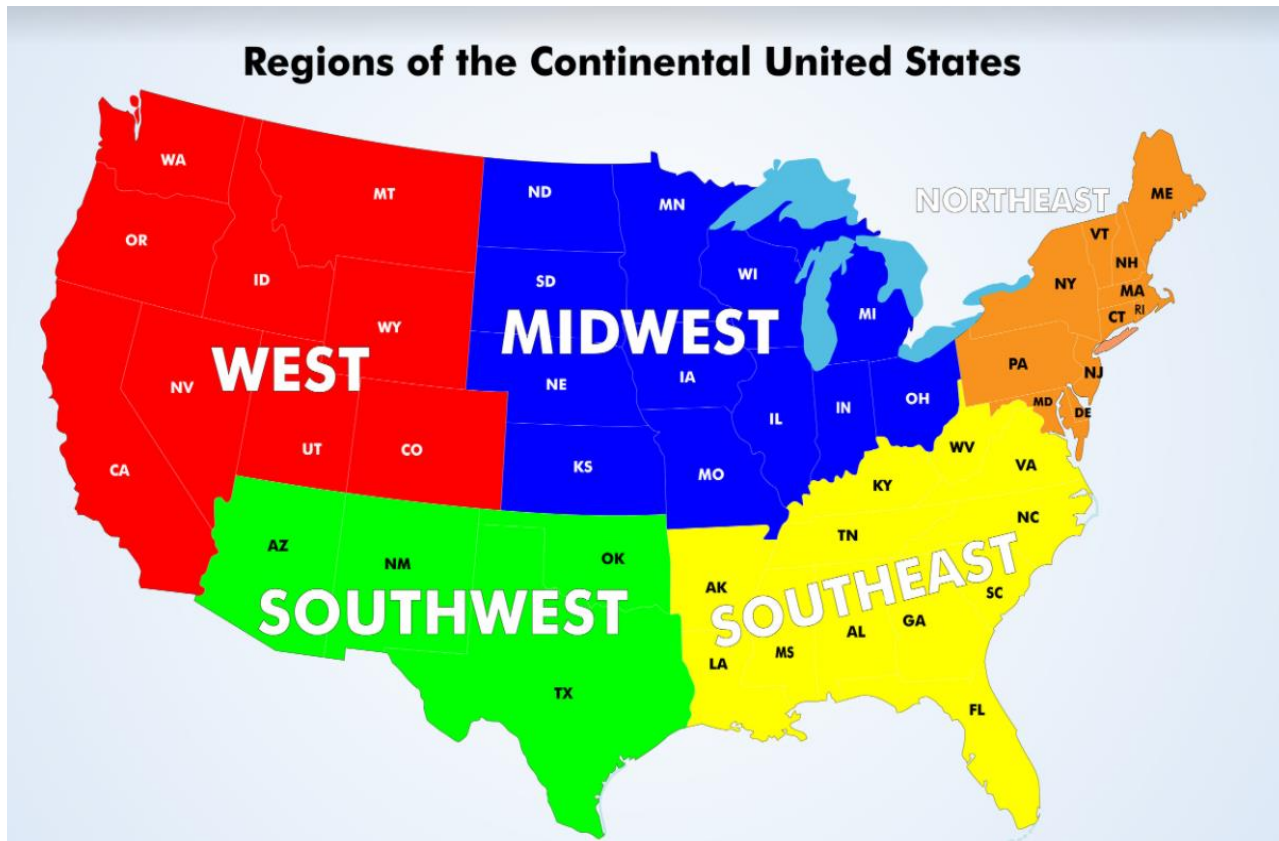 Regions of the Continental United States
WA
MT
ND
MN
ME
NORTHEAST
VT
OR
NH
ID
SD
WI
NY
MA
MI
CT
RI
WY
MIDWEST
WEST
PA
NJ
NV
NE
IA
OH
MD
DE
IN
IL
UT
CO
WV
CA
KS
MO
VA
KY
NC
TN
AZ
NM
OK
SOUTHEAST
AK
SC
SOUTHWEST
GA
AL
MS
LA
TX
FL